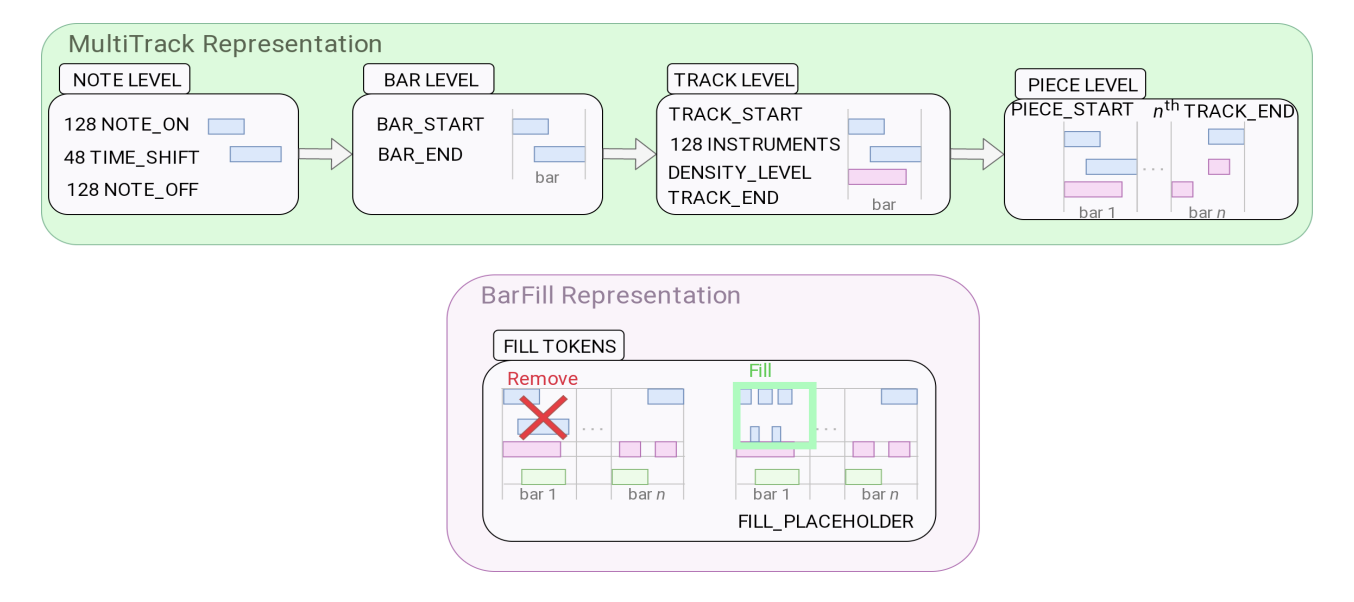 MultiTrack Representation
NOTE LEVEL
128 NOTE_ON
48 TIME_SHIFT
128 NOTE_OFF
BAR LEVEL
BAR_START
BAR_END
bar
TRACK LEVEL
TRACK_START
128 INSTRUMENTS
DENSITY_LEVEL
TRACK_END
bar
PIECE LEVEL
PIECE_START nth TRACK_END
...
bar 1 bar n
BarFill Representation
FILL TOKENS
Remove
...
bar 1 bar n
Fill
...
bar 1 bar n
FILL_PLACEHOLDER